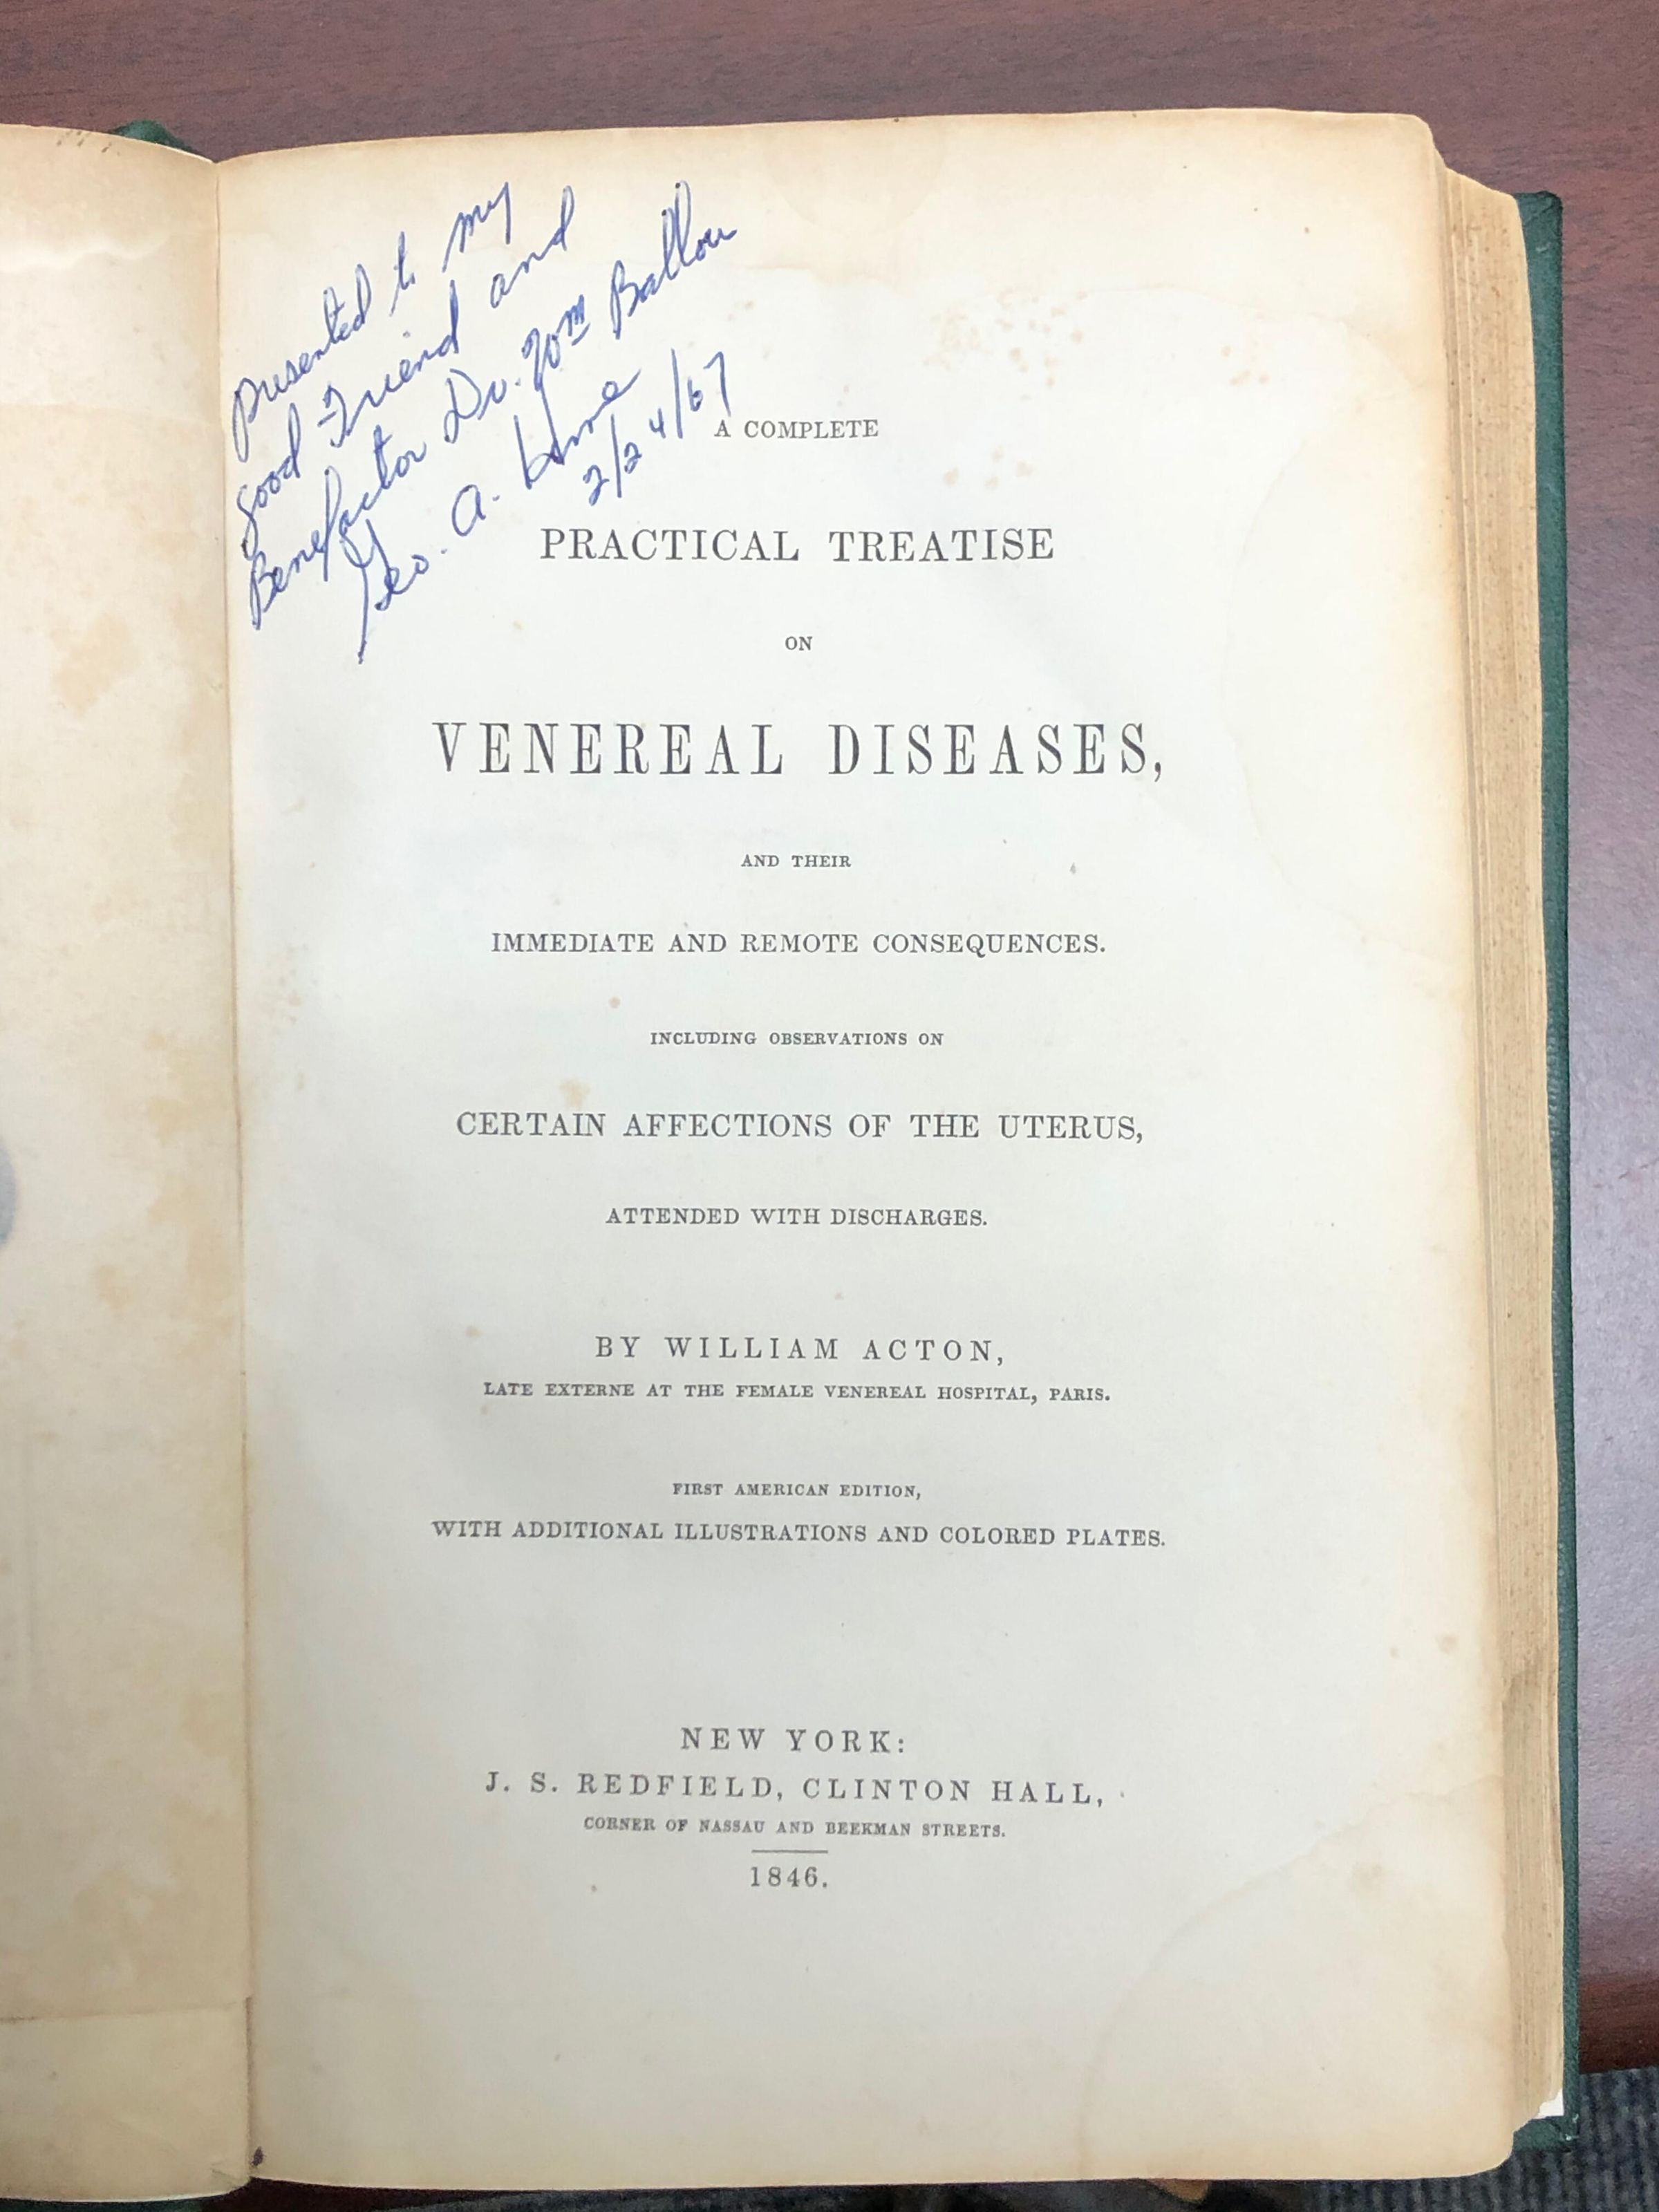 presented to my
good Friend and
Benefactor Dr. Wm Ballou
Geo. A.
2/24/67
A COMPLETE
PRACTICAL TREATISE
ON
VENEREAL DISEASES,
AND THEIR
IMMEDIATE AND REMOTE CONSEQUENCES.
INCLUDING OBSERVATIONS ON
CERTAIN AFFECTIONS OF THE UTERUS,
ATTENDED WITH DISCHARGES.
BY WILLIAM ACTON,
LATE EXTERNE AT THE FEMALE VENEREAL HOSPITAL, PARIS.
FIRST AMERICAN EDITION,
WITH ADDITIONAL ILLUSTRATIONS AND COLORED PLATES.
NEW YORK:
J. S. REDFIELD, CLINTON HALL,
CORNER OF NASSAU AND BEEKMAN STREETS.
1846.